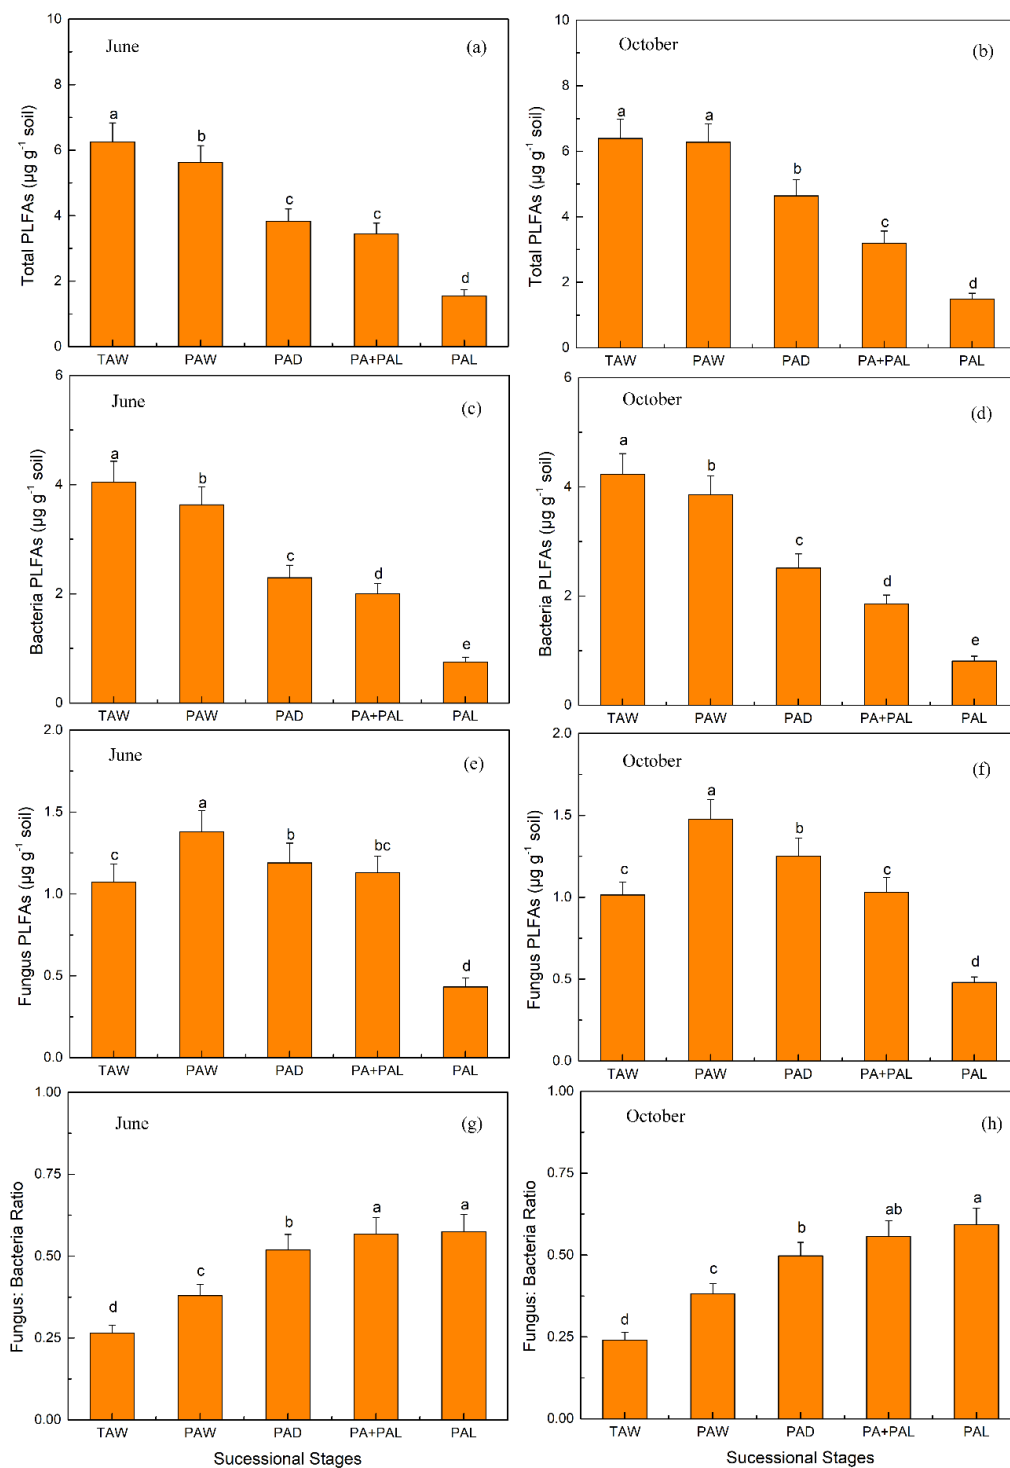 June
(a)
Total PLFAs (µg g⁻¹ soil)
10
8
6
4
2
0
a
b
c
c
d
TAW PAW PAD PA+PAL PAL
October
(b)
Total PLFAs (µg g⁻¹ soil)
10
8
6
4
2
0
a
a
b
c
d
TAW PAW PAD PA+PAL PAL
June
(c)
Bacteria PLFAs (µg g⁻¹ soil)
6
4
2
0
a
b
c
d
e
TAW PAW PAD PA+PAL PAL
October
(d)
Bacteria PLFAs (µg g⁻¹ soil)
6
4
2
0
a
b
c
d
e
TAW PAW PAD PA+PAL PAL
June
(e)
Fungus PLFAs (µg g⁻¹ soil)
2.0
1.5
1.0
0.5
0.0
c
a
b
bc
d
TAW PAW PAD PA+PAL PAL
October
(f)
Fungus PLFAs (µg g⁻¹ soil)
2.0
1.5
1.0
0.5
0.0
c
a
b
c
d
TAW PAW PAD PA+PAL PAL
June
(g)
Fungus: Bacteria Ratio
1.00
0.75
0.50
0.25
0.00
d
c
b
a
a
TAW PAW PAD PA+PAL PAL
Sucessional Stages
October
(h)
Fungus: Bacteria Ratio
1.00
0.75
0.50
0.25
0.00
d
c
b
ab
a
TAW PAW PAD PA+PAL PAL
Sucessional Stages